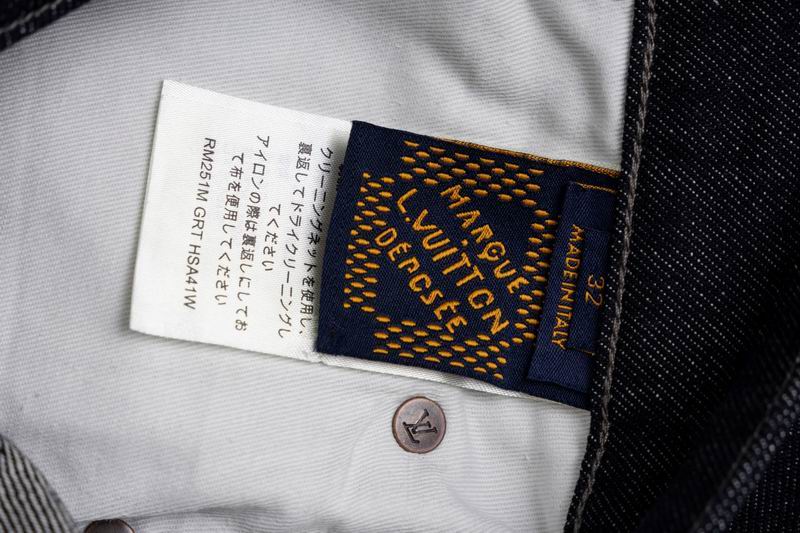 クリーニングネットを使用し、
裏返してドライクリーニングし
てください
アイロンの際は裏返しにしてお
て布を使用してください
RM251M GRT HSA41W
MARQUE
L.VUITTON
DÉPOSÉE
32
MADE IN ITALY
LV